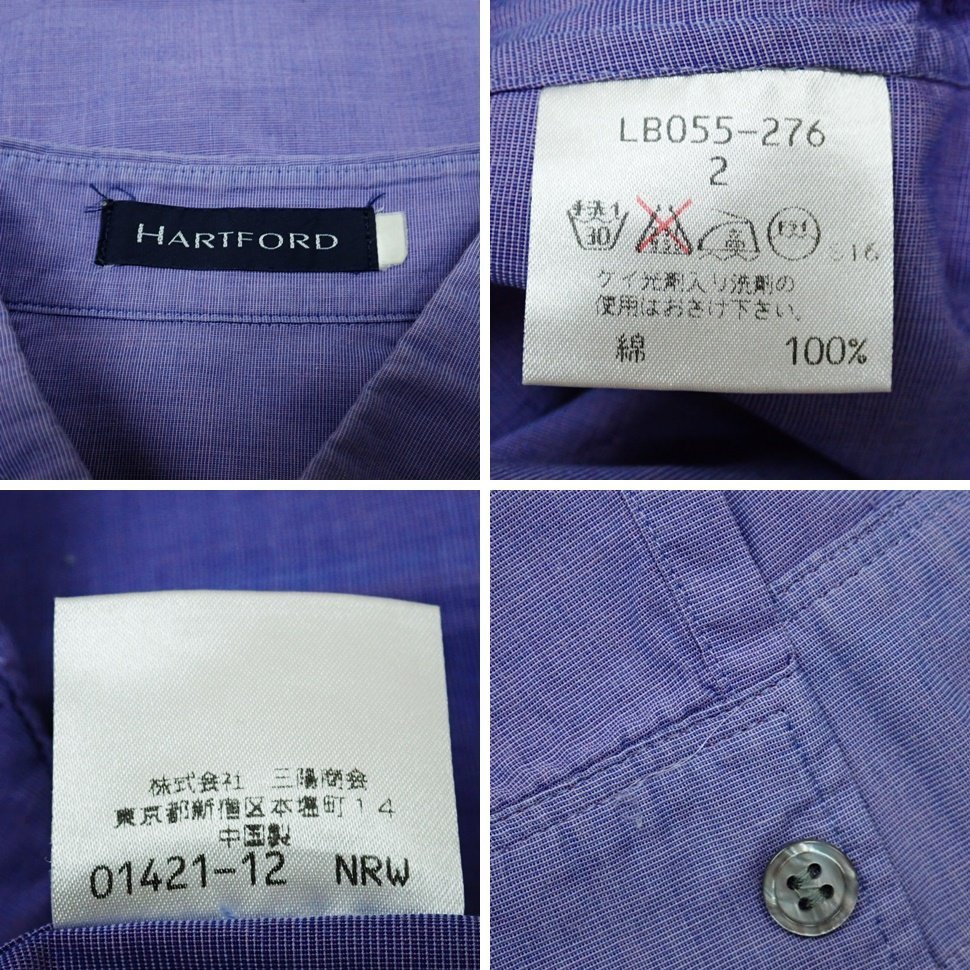 HARTFORD
LB055-276
2
手洗イ
30
ケイ光剤入り洗剤の
使用はおさけ下さい。
綿 100%
株式会社 三陽商会
東京都新宿区本塩町14
中国製
01421-12 NRW